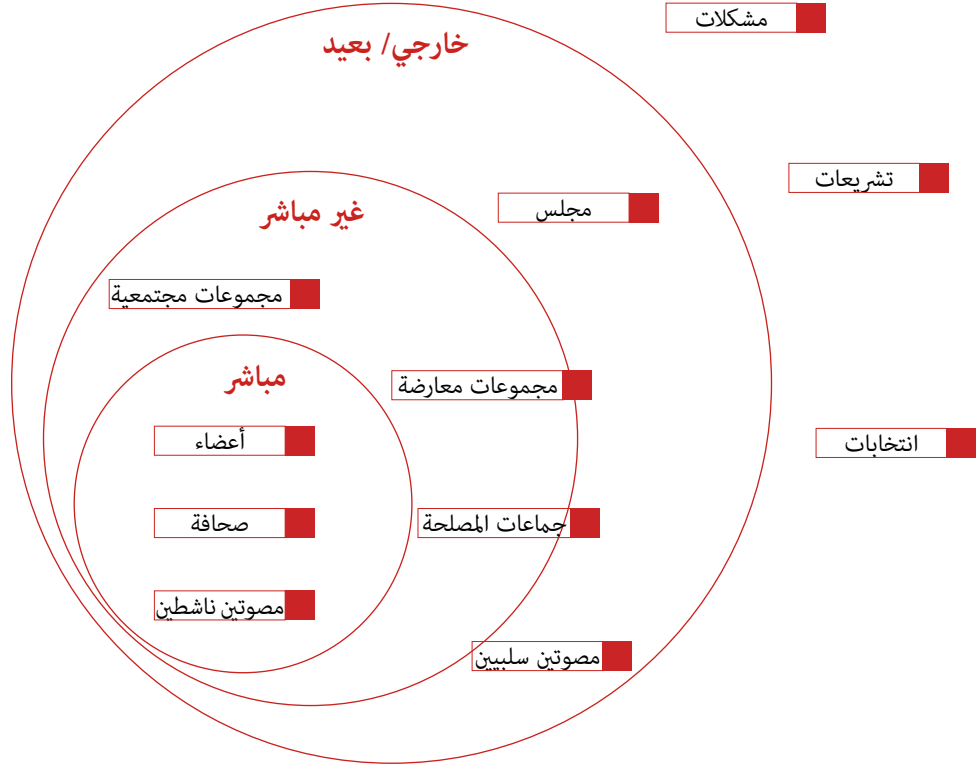 مشكلات
خارجي/ بعيد
تشريعات
مجلس
غير مباشر
مجموعات مجتمعية
مباشر
مجموعات معارضة
أعضاء
انتخابات
صحافة
جماعات المصلحة
مصوتين ناشطين
مصوتين سلبيين